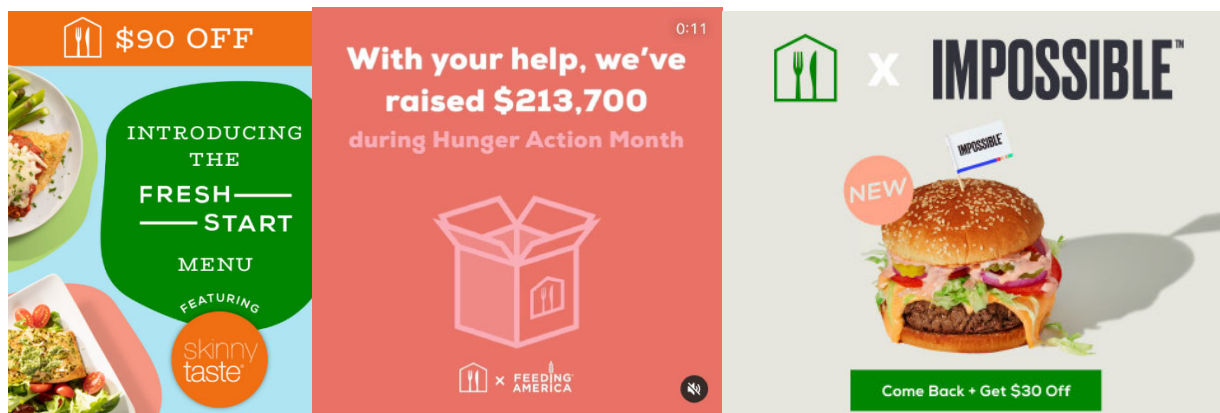 $90 OFF
INTRODUCING
THE
FRESH
START
MENU
FEATURING
skinny
taste®
0:11
With your help, we've
raised $213,700
during Hunger Action Month
x FEEDING
AMERICA
X IMPOSSIBLE™
IMPOSSIBLE
NEW
Come Back + Get $30 Off